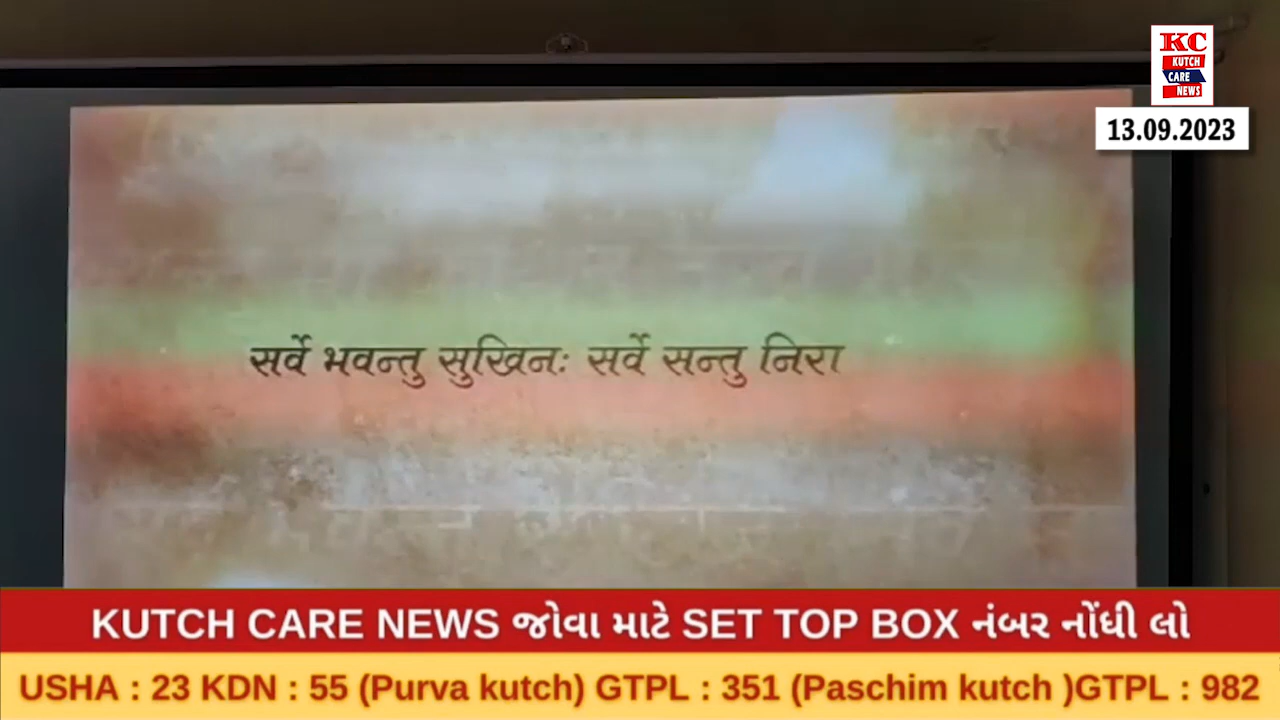 KC
KUTCH
CARE
NEWS
13.09.2023
सर्वे भवन्तु सुखिनः सर्वे सन्तु निरा
KUTCH CARE NEWS જોવા માટે SET TOP BOX નંબર નોંધી લો
USHA : 23 KDN : 55 (Purva kutch) GTPL : 351 (Paschim kutch )GTPL : 982